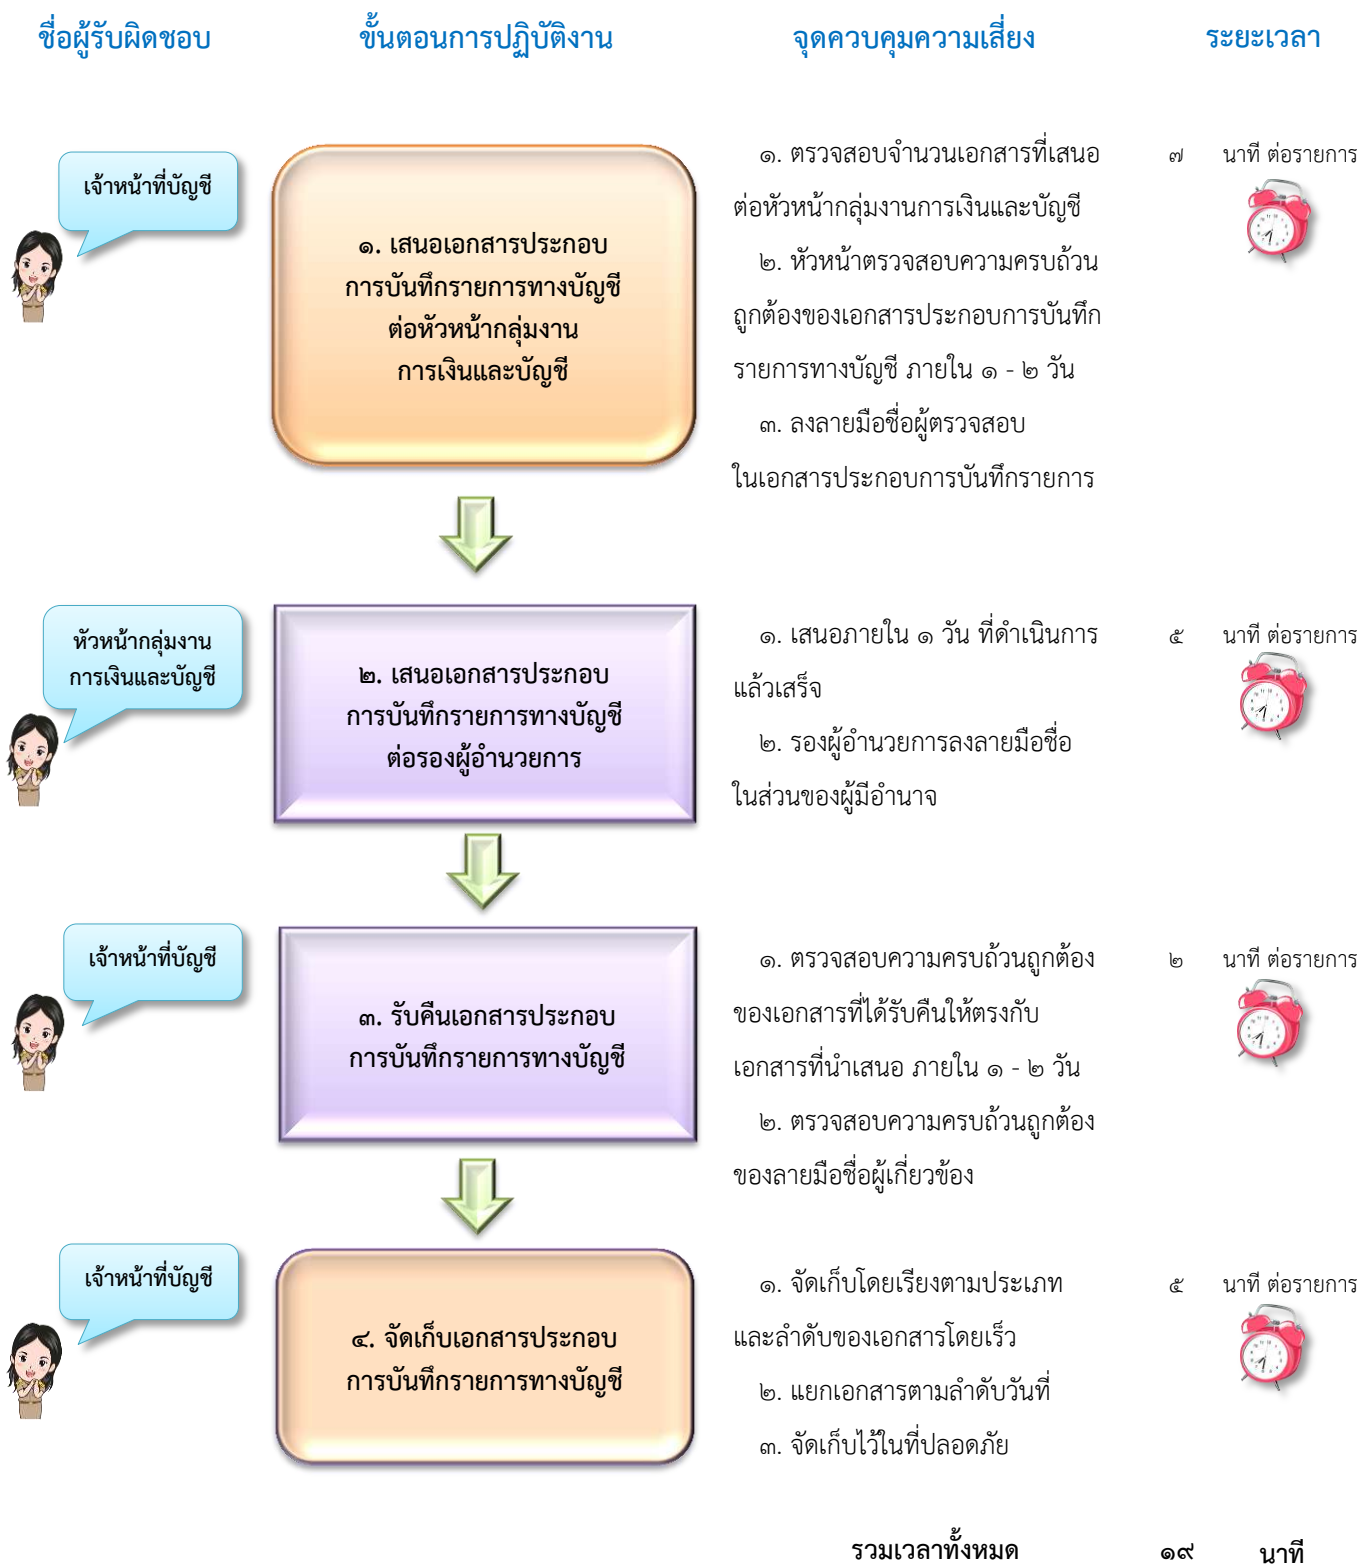 ชื่อผู้รับผิดชอบ ขั้นตอนการปฏิบัติงาน จุดควบคุมความเสี่ยง ระยะเวลา
เจ้าหน้าที่บัญชี
๑. เสนอเอกสารประกอบ
การบันทึกรายการทางบัญชี
ต่อหัวหน้ากลุ่มงาน
การเงินและบัญชี
๑. ตรวจสอบจำนวนเอกสารที่เสนอ
ต่อหัวหน้ากลุ่มงานการเงินและบัญชี
๒. หัวหน้าตรวจสอบความครบถ้วน
ถูกต้องของเอกสารประกอบการบันทึก
รายการทางบัญชี ภายใน ๑ - ๒ วัน
๓. ลงลายมือชื่อผู้ตรวจสอบ
ในเอกสารประกอบการบันทึกรายการ
๗ นาที ต่อรายการ
หัวหน้ากลุ่มงาน
การเงินและบัญชี
๒. เสนอเอกสารประกอบ
การบันทึกรายการทางบัญชี
ต่อรองผู้อำนวยการ
๑. เสนอภายใน ๑ วัน ที่ดำเนินการ
แล้วเสร็จ
๒. รองผู้อำนวยการลงลายมือชื่อ
ในส่วนของผู้มีอำนาจ
๕ นาที ต่อรายการ
เจ้าหน้าที่บัญชี
๓. รับคืนเอกสารประกอบ
การบันทึกรายการทางบัญชี
๑. ตรวจสอบความครบถ้วนถูกต้อง
ของเอกสารที่ได้รับคืนให้ตรงกับ
เอกสารที่นำเสนอ ภายใน ๑ - ๒ วัน
๒. ตรวจสอบความครบถ้วนถูกต้อง
ของลายมือชื่อผู้เกี่ยวข้อง
๒ นาที ต่อรายการ
เจ้าหน้าที่บัญชี
๔. จัดเก็บเอกสารประกอบ
การบันทึกรายการทางบัญชี
๑. จัดเก็บโดยเรียงตามประเภท
และลำดับของเอกสารโดยเร็ว
๒. แยกเอกสารตามลำดับวันที่
๓. จัดเก็บไว้ในที่ปลอดภัย
๕ นาที ต่อรายการ
รวมเวลาทั้งหมด ๑๙ นาที